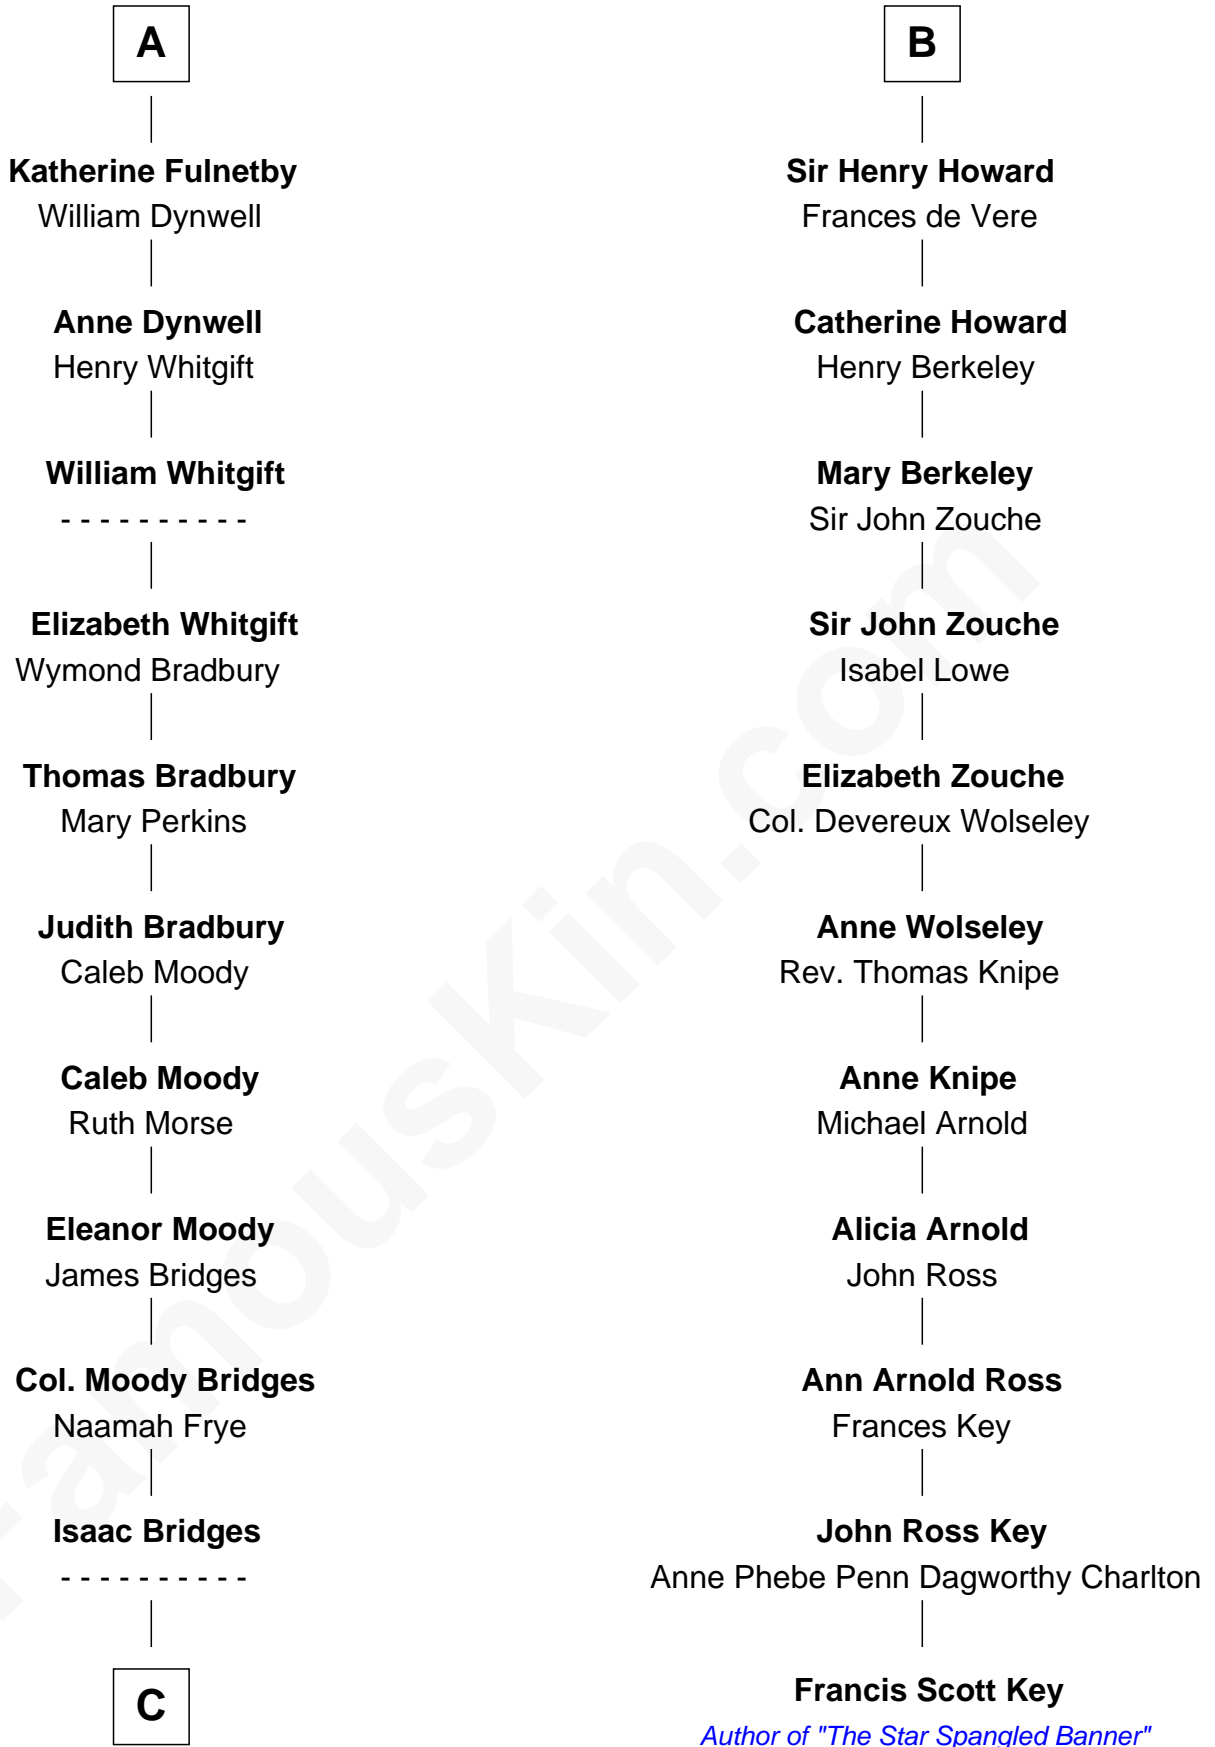 A
Katherine Fulnetby
William Dynwell
Anne Dynwell
Henry Whitgift
William Whitgift
- - - - - - - - - -
Elizabeth Whitgift
Wymond Bradbury
Thomas Bradbury
Mary Perkins
Judith Bradbury
Caleb Moody
Caleb Moody
Ruth Morse
Eleanor Moody
James Bridges
Col. Moody Bridges
Naamah Frye
Isaac Bridges
- - - - - - - - - -
C
B
Sir Henry Howard
Frances de Vere
Catherine Howard
Henry Berkeley
Mary Berkeley
Sir John Zouche
Sir John Zouche
Isabel Lowe
Elizabeth Zouche
Col. Devereux Wolseley
Anne Wolseley
Rev. Thomas Knipe
Anne Knipe
Michael Arnold
Alicia Arnold
John Ross
Ann Arnold Ross
Frances Key
John Ross Key
Anne Phebe Penn Dagworthy Charlton
Francis Scott Key
Author of "The Star Spangled Banner"
FamousKin.com